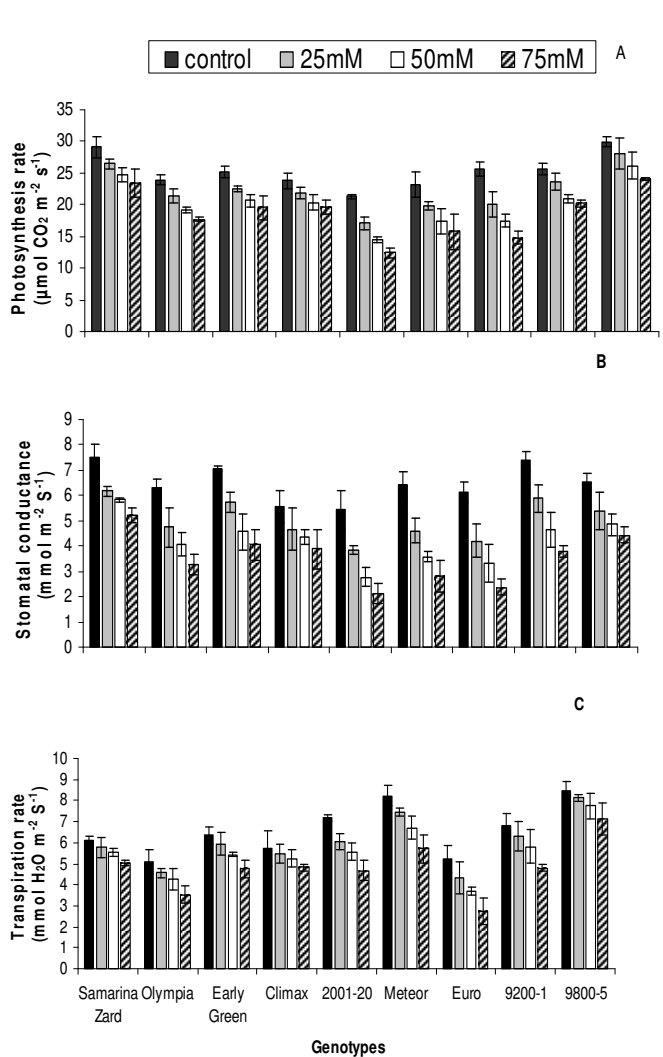 control 25mM 50mM 75mM A
Photosynthesis rate
(µmol CO₂ m⁻² s⁻¹)
35
30
25
20
15
10
5
0
B
Stomatal conductance
(mmol m⁻² S⁻¹)
9
8
7
6
5
4
3
2
1
0
C
Transpiration rate
(mmol H₂O m⁻² S⁻¹)
10
9
8
7
6
5
4
3
2
1
0
Samarina Olympia Early Climax 2001-20 Meteor Euro 9200-1 9800-5
Zard Green
Genotypes